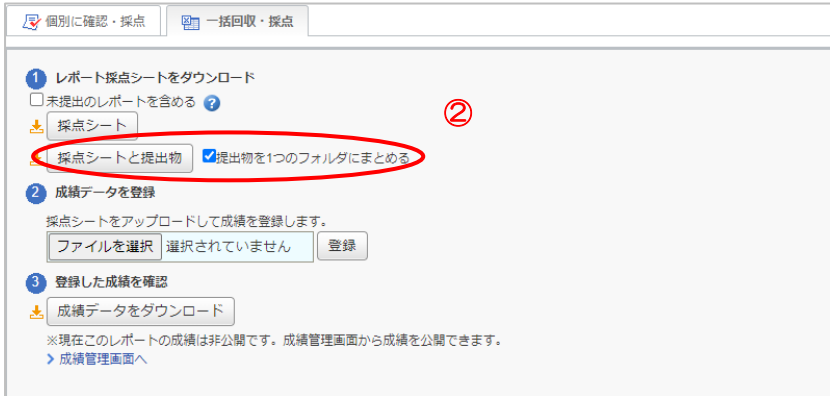 個別に確認・採点 一括回収・採点
1 レポート採点シートをダウンロード
未提出のレポートを含める ?
②
採点シート
採点シートと提出物 提出物を1つのフォルダにまとめる
2 成績データを登録
採点シートをアップロードして成績を登録します。
ファイルを選択 選択されていません 登録
3 登録した成績を確認
成績データをダウンロード
※現在このレポートの成績は非公開です。成績管理画面から成績を公開できます。
成績管理画面へ